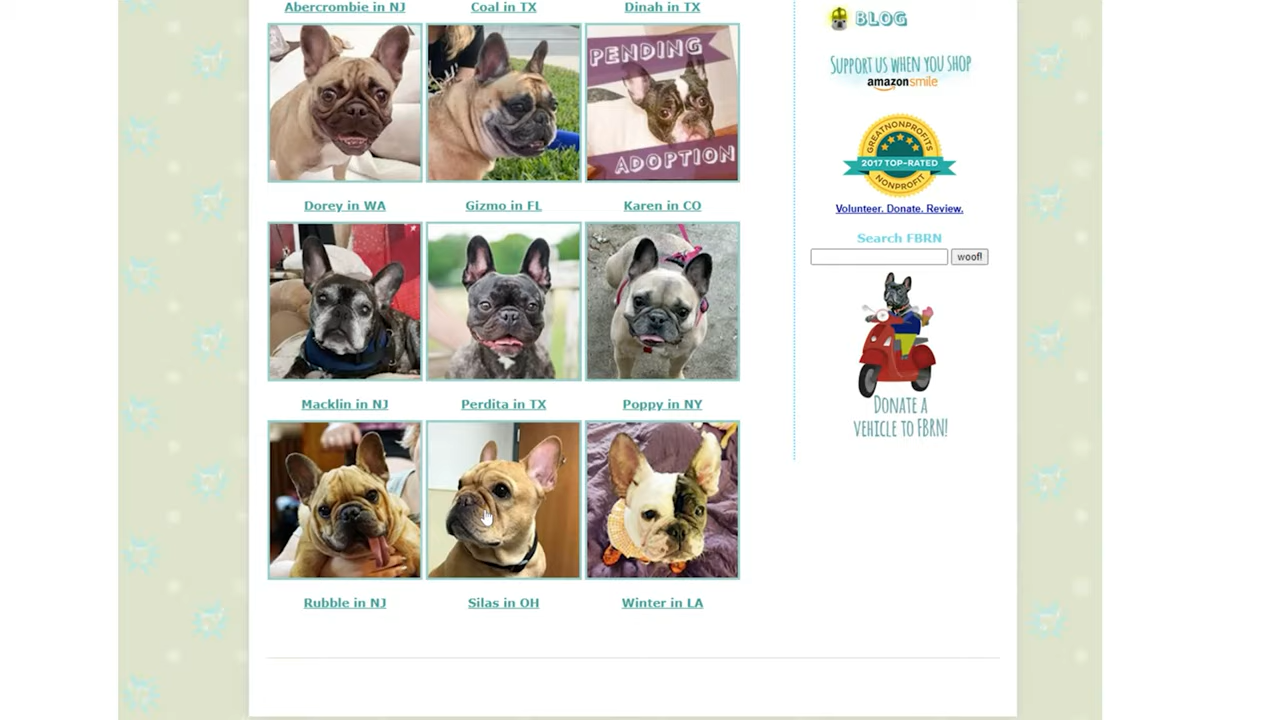 Abercrombie in NJ Coal in TX Dinah in TX
PENDING
ADOPTION
Dorey in WA Gizmo in FL Karen in CO
Macklin in NJ Perdita in TX Poppy in NY
Rubble in NJ Silas in OH Winter in LA
BLOG
SUPPORT US WHEN YOU SHOP
amazonsmile
GREATNONPROFITS
2017 TOP-RATED
NONPROFIT
Volunteer. Donate. Review.
Search FBRN
woof!
DONATE A
VEHICLE TO FBRN!